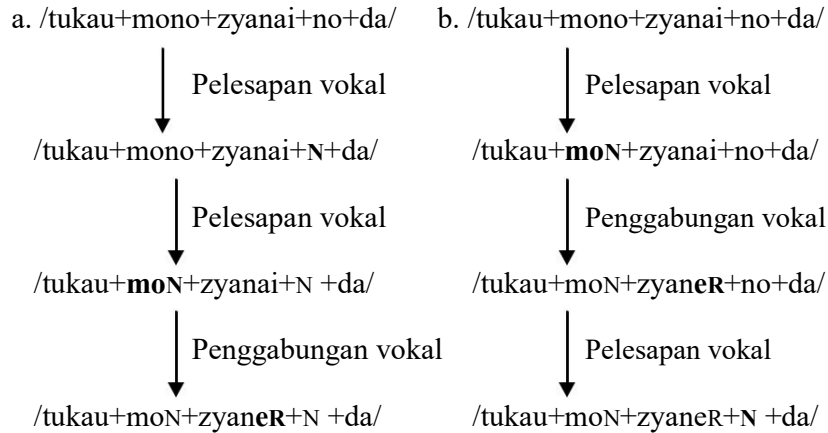 a. /tukau+mono+zyanai+no+da/
Pelesapan vokal
/tukau+mono+zyanai+N+da/
Pelesapan vokal
/tukau+moN+zyanai+N +da/
Penggabungan vokal
/tukau+moN+zyaneR+N +da/
b. /tukau+mono+zyanai+no+da/
Pelesapan vokal
/tukau+moN+zyanai+no+da/
Penggabungan vokal
/tukau+moN+zyaneR+no+da/
Pelesapan vokal
/tukau+moN+zyaneR+N +da/